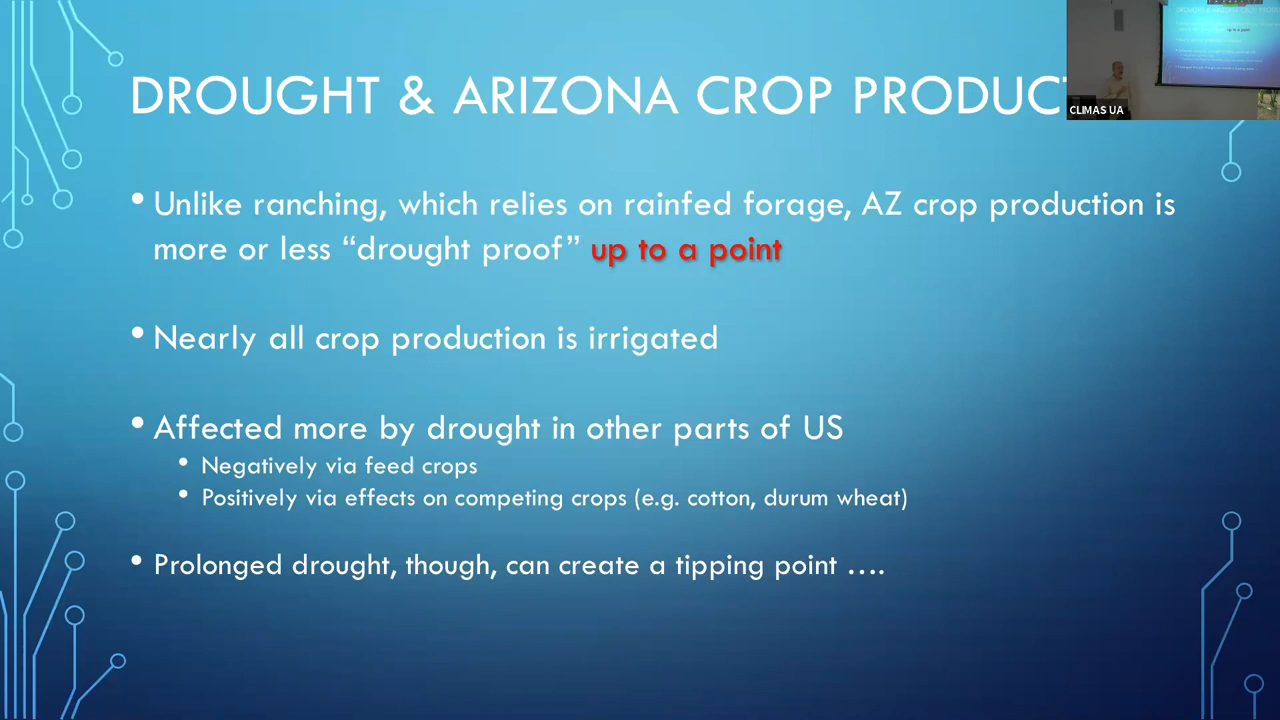 DROUGHT & ARIZONA CROP PRODUC
CLIMAS UA
• Unlike ranching, which relies on rainfed forage, AZ crop production is
more or less “drought proof” up to a point
• Nearly all crop production is irrigated
• Affected more by drought in other parts of US
• Negatively via feed crops
• Positively via effects on competing crops (e.g. cotton, durum wheat)
• Prolonged drought, though, can create a tipping point ....